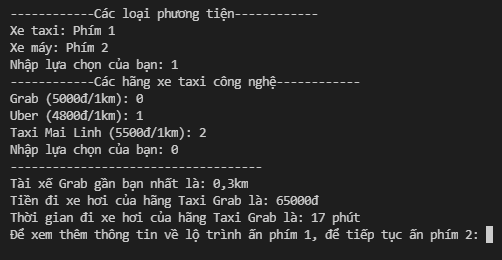 ------------Các loại phương tiện------------
Xe taxi: Phím 1
Xe máy: Phím 2
Nhập lựa chọn của bạn: 1
------------Các hãng xe taxi công nghệ------------
Grab (5000đ/1km): 0
Uber (4800đ/1km): 1
Taxi Mai Linh (5500đ/1km): 2
Nhập lựa chọn của bạn: 0
------------------------------------
Tài xế Grab gần bạn nhất là: 0,3km
Tiền đi xe hơi của hãng Taxi Grab là: 65000đ
Thời gian đi xe hơi của hãng Taxi Grab là: 17 phút
Để xem thêm thông tin về lộ trình ấn phím 1, để tiếp tục ấn phím 2: